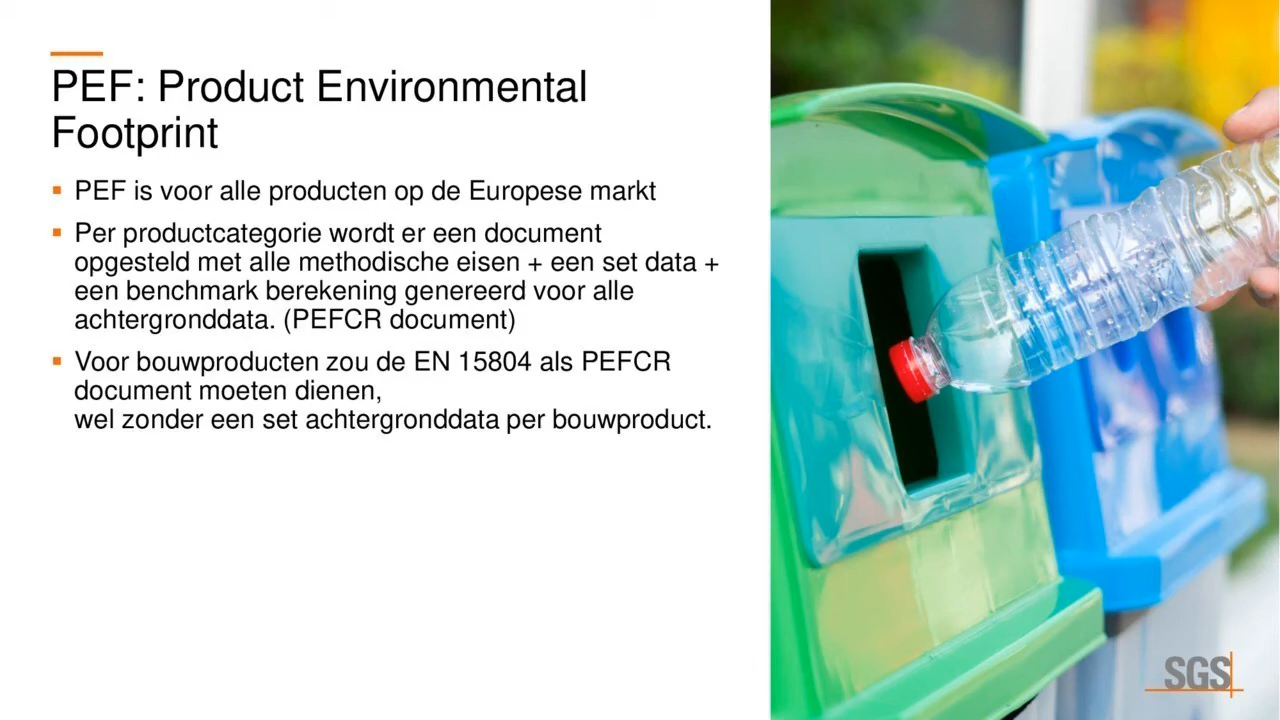 PEF: Product Environmental
Footprint
PEF is voor alle producten op de Europese markt
Per productcategorie wordt er een document
opgesteld met alle methodische eisen + een set data +
een benchmark berekening genereerd voor alle
achtergronddata. (PEFCR document)
Voor bouwproducten zou de EN 15804 als PEFCR
document moeten dienen,
wel zonder een set achtergronddata per bouwproduct.
SGS